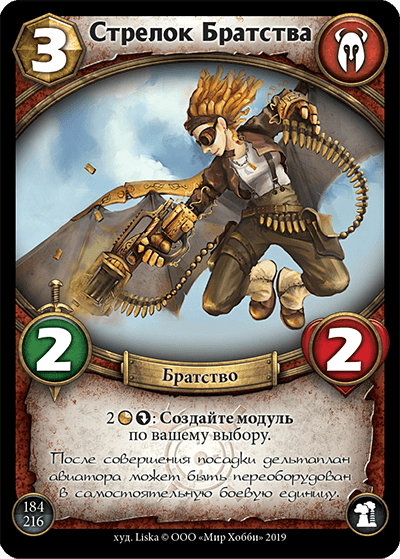 3
Стрелок Братства
2
2
Братство
2 : Создайте модуль
по вашему выбору.
После совершения посадки дельтаплан
авиатора может быть переоборудован
в самостоятельную боевую единицу.
184
216
худ. Liska © ООО «Мир Хобби» 2019